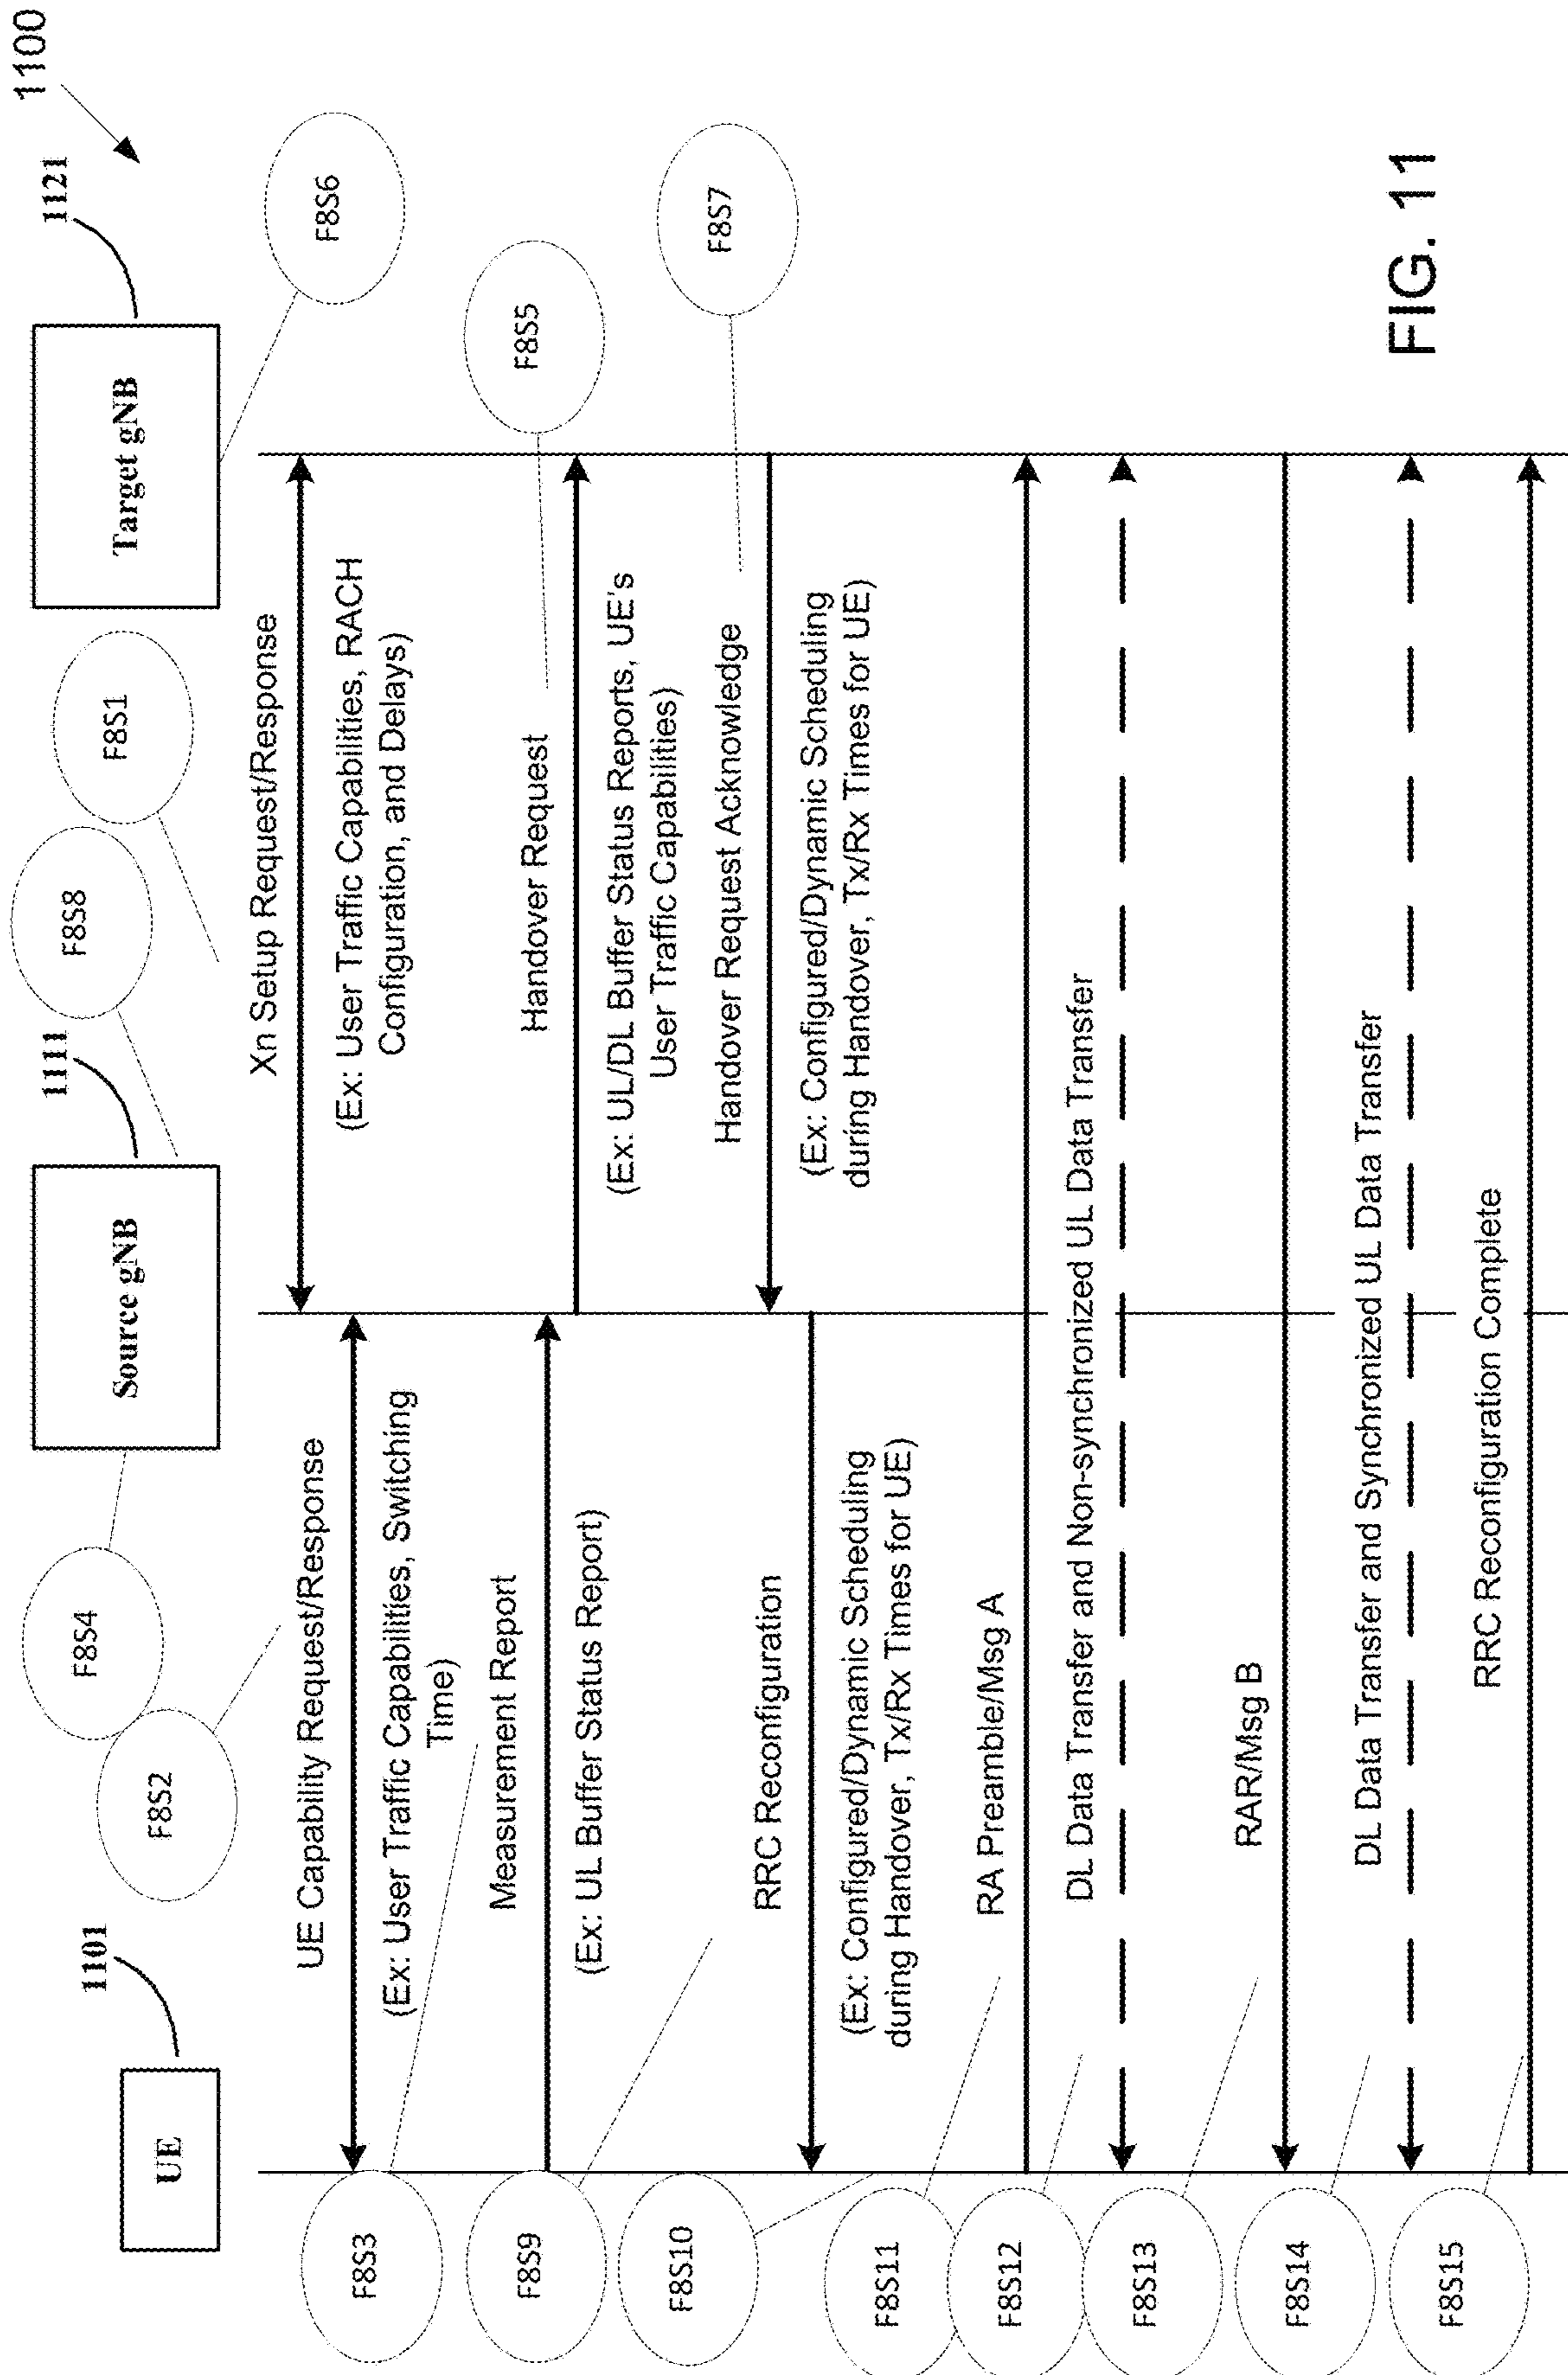 1100
1101
1111
1121
UE
Source gNB
Target gNB
F8S2
F8S4
F8S8
F8S1
F8S6
Xn Setup Request/Response
(Ex: User Traffic Capabilities, RACH
Configuration, and Delays)
UE Capability Request/Response
(Ex: User Traffic Capabilities, Switching
Time)
F8S3
F8S5
Handover Request
(Ex: UL/DL Buffer Status Reports, UE's
User Traffic Capabilities)
Measurement Report
(Ex: UL Buffer Status Report)
F8S9
F8S7
Handover Request Acknowledge
(Ex: Configured/Dynamic Scheduling
during Handover, Tx/Rx Times for UE)
RRC Reconfiguration
(Ex: Configured/Dynamic Scheduling
during Handover, Tx/Rx Times for UE)
F8S10
F8S11
RA Preamble/Msg A
F8S12
DL Data Transfer and Non-synchronized UL Data Transfer
F8S13
RAR/Msg B
F8S14
DL Data Transfer and Synchronized UL Data Transfer
F8S15
RRC Reconfiguration Complete
FIG. 11